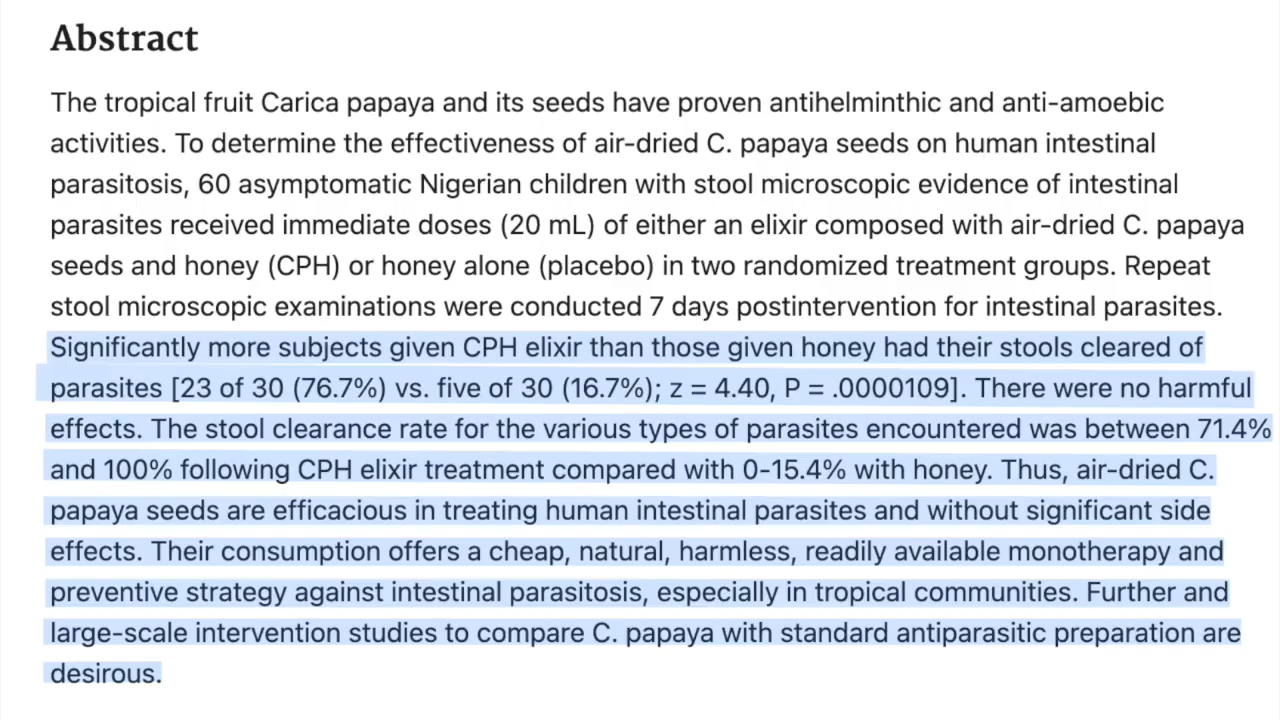 Abstract
The tropical fruit Carica papaya and its seeds have proven antihelminthic and anti-amoebic
activities. To determine the effectiveness of air-dried C. papaya seeds on human intestinal
parasitosis, 60 asymptomatic Nigerian children with stool microscopic evidence of intestinal
parasites received immediate doses (20 mL) of either an elixir composed with air-dried C. papaya
seeds and honey (CPH) or honey alone (placebo) in two randomized treatment groups. Repeat
stool microscopic examinations were conducted 7 days postintervention for intestinal parasites.
Significantly more subjects given CPH elixir than those given honey had their stools cleared of
parasites [23 of 30 (76.7%) vs. five of 30 (16.7%); z = 4.40, P = .0000109]. There were no harmful
effects. The stool clearance rate for the various types of parasites encountered was between 71.4%
and 100% following CPH elixir treatment compared with 0-15.4% with honey. Thus, air-dried C.
papaya seeds are efficacious in treating human intestinal parasites and without significant side
effects. Their consumption offers a cheap, natural, harmless, readily available monotherapy and
preventive strategy against intestinal parasitosis, especially in tropical communities. Further and
large-scale intervention studies to compare C. papaya with standard antiparasitic preparation are
desirous.